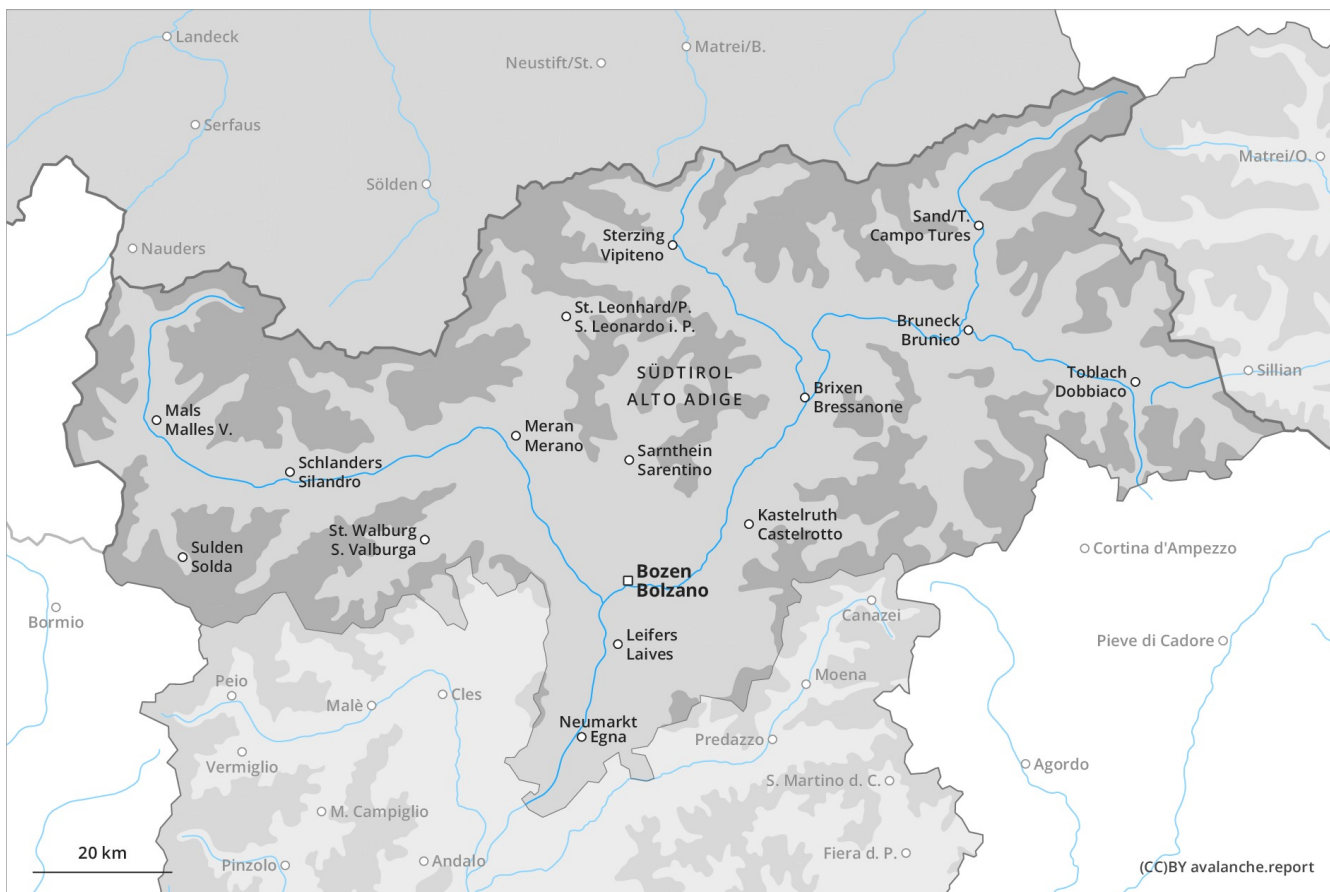 Landeck
Matrei/B.
Neustift/St.
Serfaus
Matrei/O.
Sölden
Sand/T.
Campo Tures
Sterzing
Vipiteno
Nauders
St. Leonhard/P.
S. Leonardo i. P.
Bruneck
Brunico
SÜDTIROL
ALTO ADIGE
Toblach
Dobbiaco
Sillian
Brixen
Bressanone
Mals
Malles V.
Meran
Merano
Sarnthein
Sarentino
Schlanders
Silandro
Kastelruth
Castelrotto
St. Walburg
S. Valburga
Sulden
Solda
Cortina d'Ampezzo
Bozen
Bolzano
Bormio
Canazei
Leifers
Laives
Pieve di Cadore
Moena
Peio
Malè
Cles
Neumarkt
Egna
Predazzo
Vermiglio
Agordo
S. Martino d. C.
M. Campiglio
20 km
Pinzolo
Andalo
Fiera d. P.
(CC)BY avalanche.report